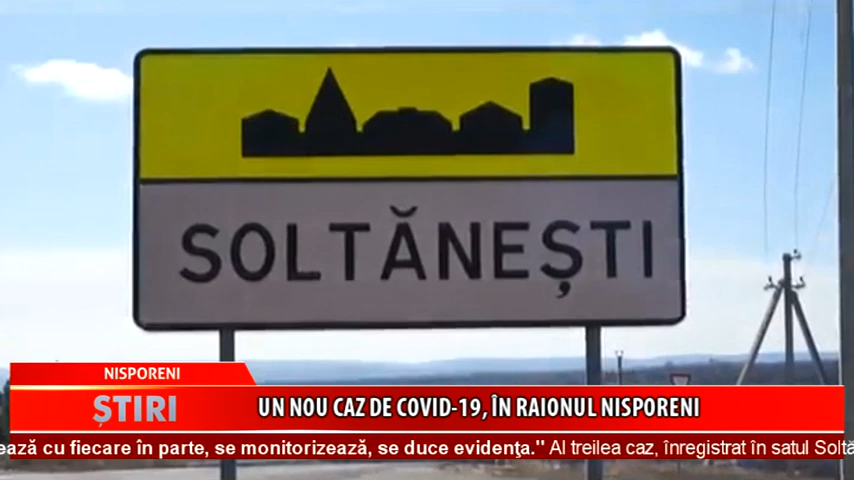 SOLTĂNEȘTI
NISPORENI
ȘTIRI
UN NOU CAZ DE COVID-19, ÎN RAIONUL NISPORENI
ează cu fiecare în parte, se monitorizează, se duce evidenţa." Al treilea caz, înregistrat în satul Soltă